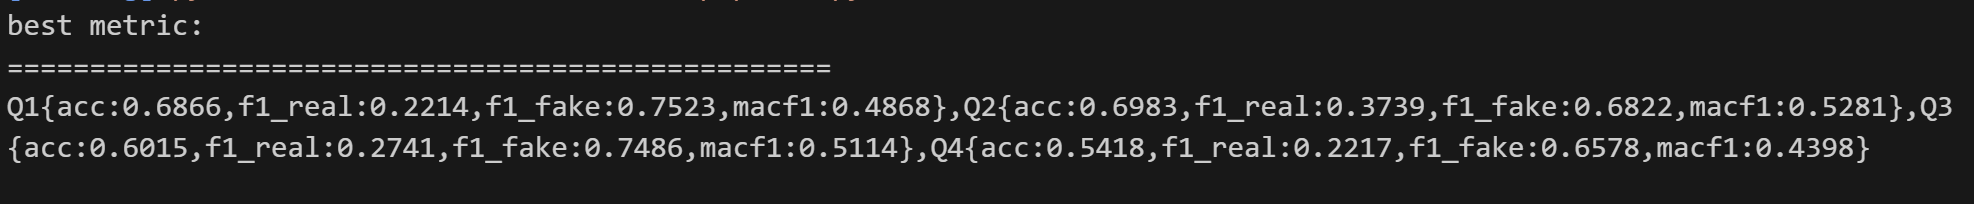 best metric:
==================================================
Q1{acc:0.6866,f1_real:0.2214,f1_fake:0.7523,macf1:0.4868},Q2{acc:0.6983,f1_real:0.3739,f1_fake:0.6822,macf1:0.5281},Q3
{acc:0.6015,f1_real:0.2741,f1_fake:0.7486,macf1:0.5114},Q4{acc:0.5418,f1_real:0.2217,f1_fake:0.6578,macf1:0.4398}